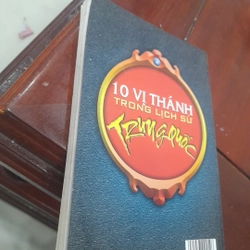 10 VỊ THÁNH
TRONG LỊCH SỬ
Trung Quốc